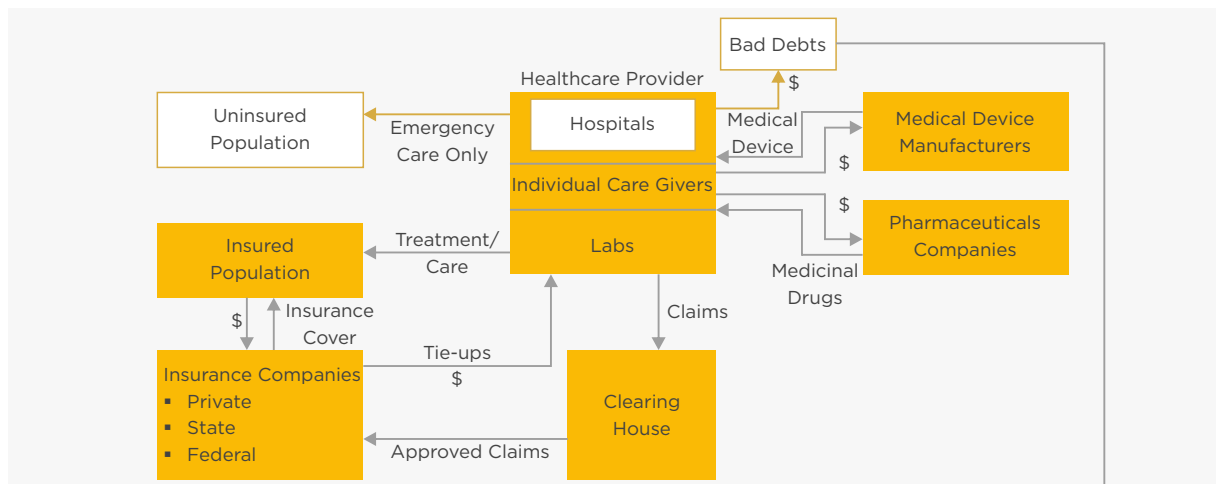 Bad Debts
Healthcare Provider
$
Uninsured
Population
Emergency
Care Only
Hospitals
Medical
Device
Medical Device
Manufacturers
$
Individual Care Givers
$
Pharmaceuticals
Companies
Insured
Population
Treatment/
Care
Labs
Medicinal
Drugs
$
Insurance
Cover
Claims
Tie-ups
$
Insurance Companies
▪ Private
▪ State
▪ Federal
Clearing
House
Approved Claims